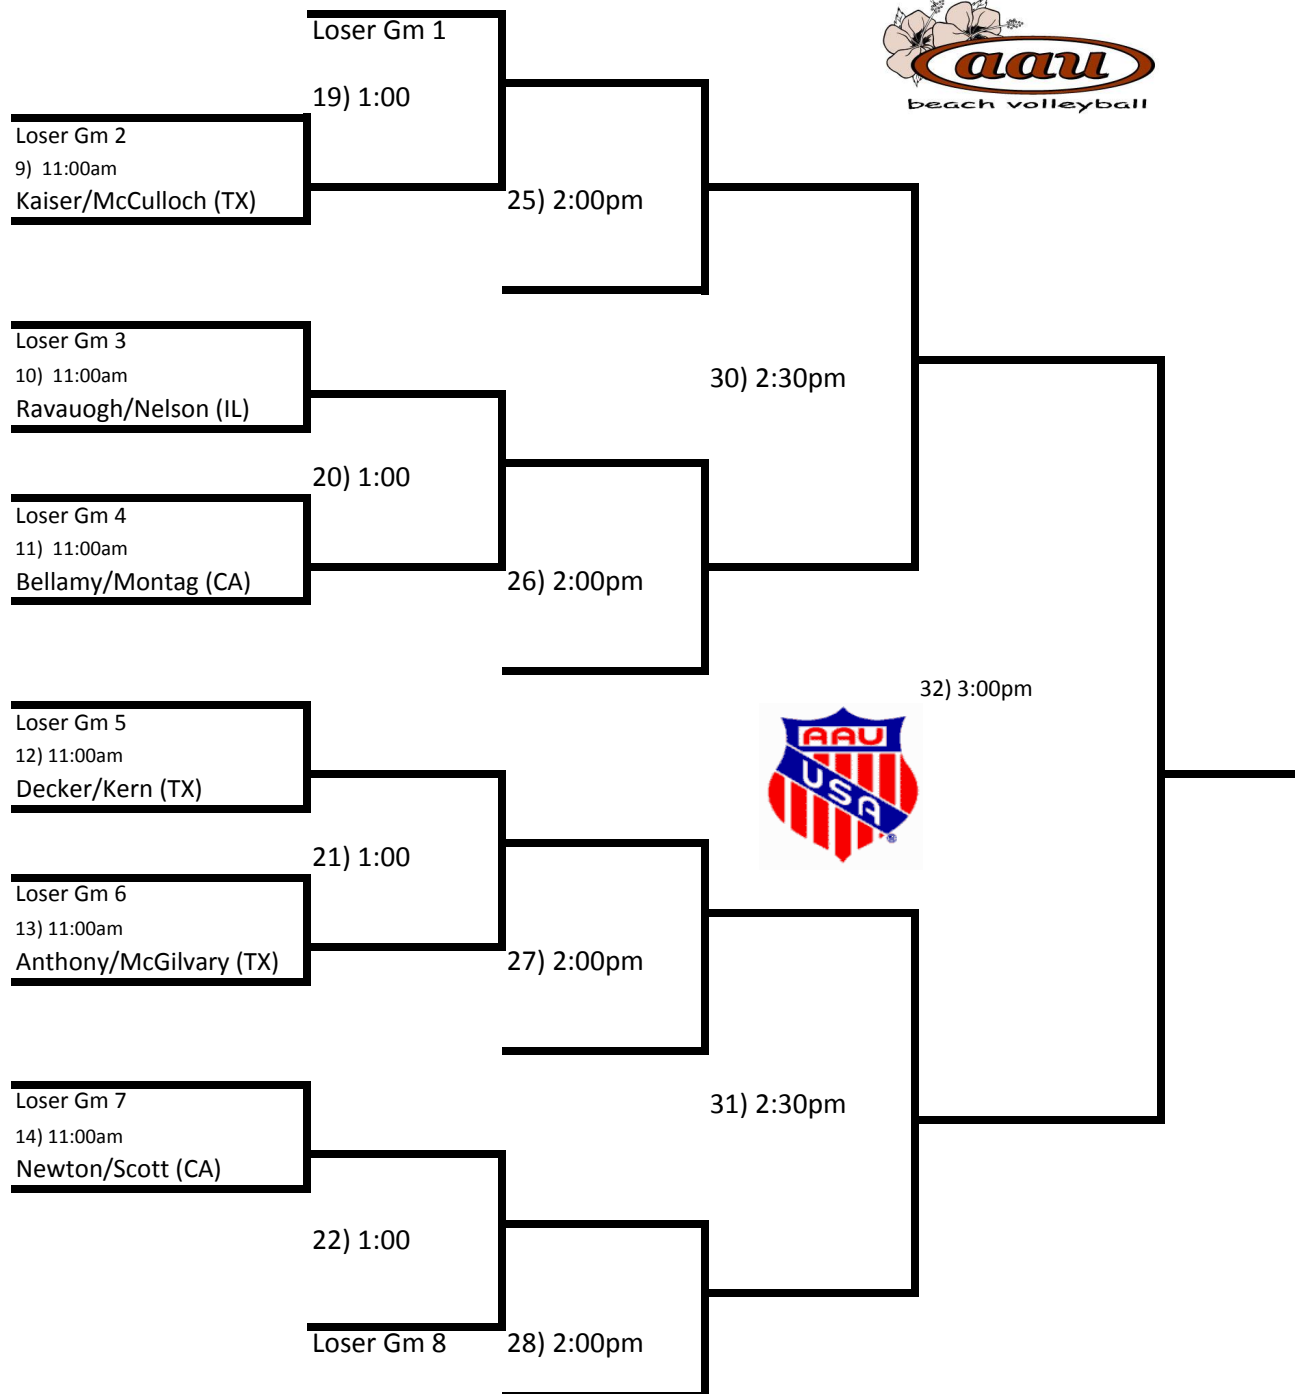 Loser Gm 1
19) 1:00
aau
beach volleyball
Loser Gm 2
9) 11:00am
Kaiser/McCulloch (TX)
25) 2:00pm
Loser Gm 3
10) 11:00am
Ravauogh/Nelson (IL)
30) 2:30pm
20) 1:00
Loser Gm 4
11) 11:00am
Bellamy/Montag (CA)
26) 2:00pm
32) 3:00pm
AAU
USA
Loser Gm 5
12) 11:00am
Decker/Kern (TX)
21) 1:00
Loser Gm 6
13) 11:00am
Anthony/McGilvary (TX)
27) 2:00pm
Loser Gm 7
14) 11:00am
Newton/Scott (CA)
31) 2:30pm
22) 1:00
Loser Gm 8
28) 2:00pm